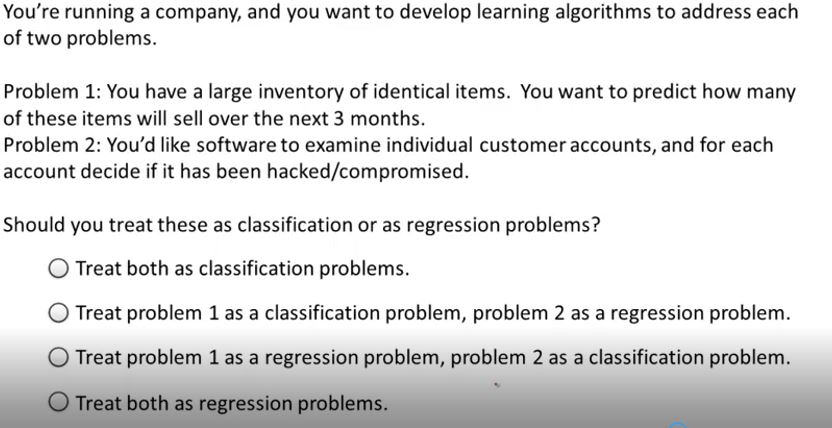 You're running a company, and you want to develop learning algorithms to address each
of two problems.
Problem 1: You have a large inventory of identical items.  You want to predict how many
of these items will sell over the next 3 months.
Problem 2: You'd like software to examine individual customer accounts, and for each
account decide if it has been hacked/compromised.
Should you treat these as classification or as regression problems?
Treat both as classification problems.
Treat problem 1 as a classification problem, problem 2 as a regression problem.
Treat problem 1 as a regression problem, problem 2 as a classification problem.
Treat both as regression problems.